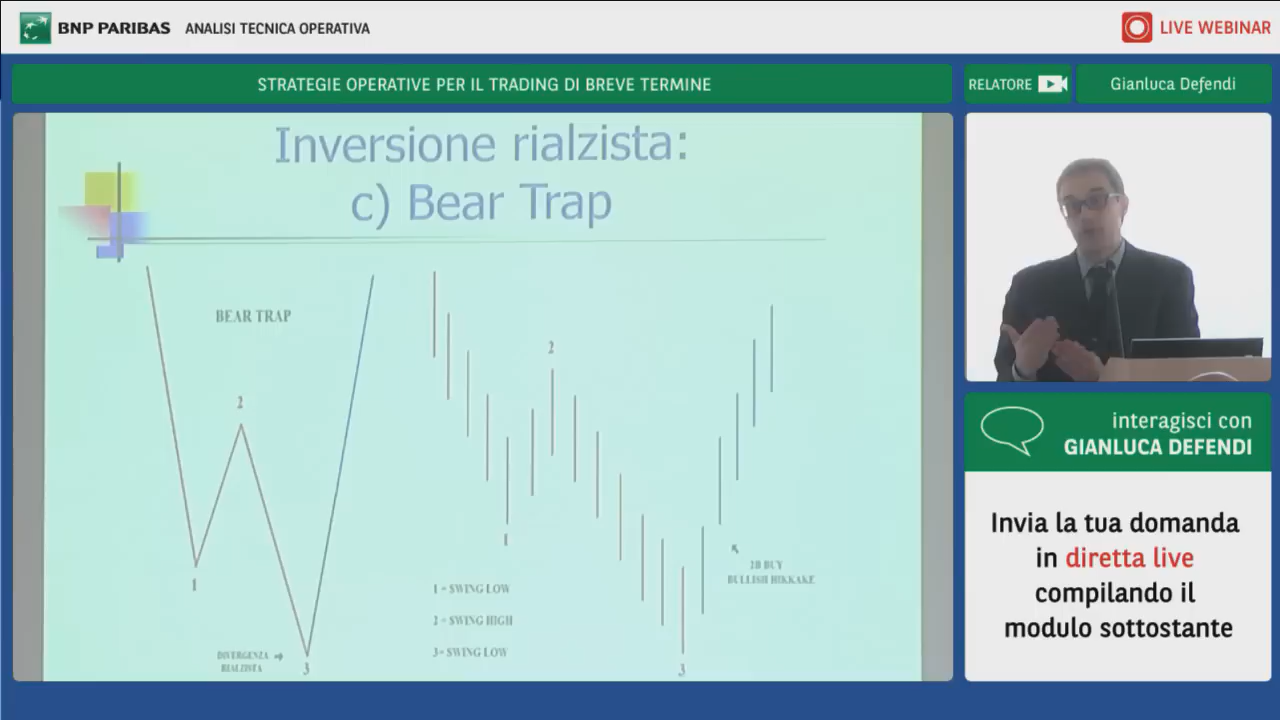 BNP PARIBAS
ANALISI TECNICA OPERATIVA
LIVE WEBINAR
STRATEGIE OPERATIVE PER IL TRADING DI BREVE TERMINE
RELATORE
Gianluca Defendi
Inversione rialzista:
c) Bear Trap
BEAR TRAP
2
1
DIVERGENZA
RIALZISTA
3
2
1
1 = SWING LOW
2 = SWING HIGH
3= SWING LOW
3
2B BUY
BULLISH HIKKAKE
interagisci con
GIANLUCA DEFENDI
Invia la tua domanda
in diretta live
compilando il
modulo sottostante